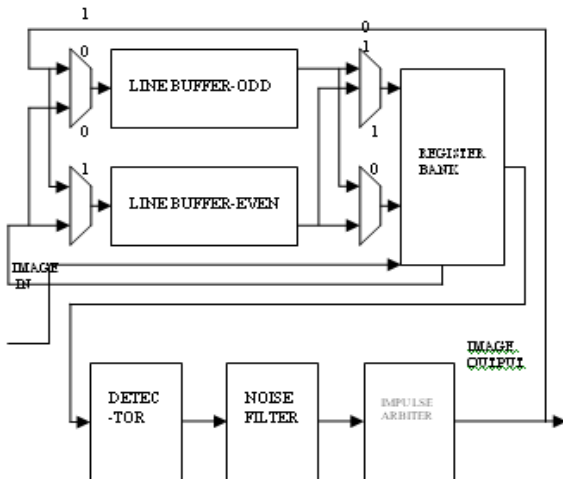 1
0
0
1
LINE BUFFER-ODD
0
1
REGISTER
BANK
1
0
LINE BUFFER-EVEN
IMAGE
IN
IMAGE
OUTPUT
DETEC
-TOR
NOISE
FILTER
IMPULSE
ARBITER